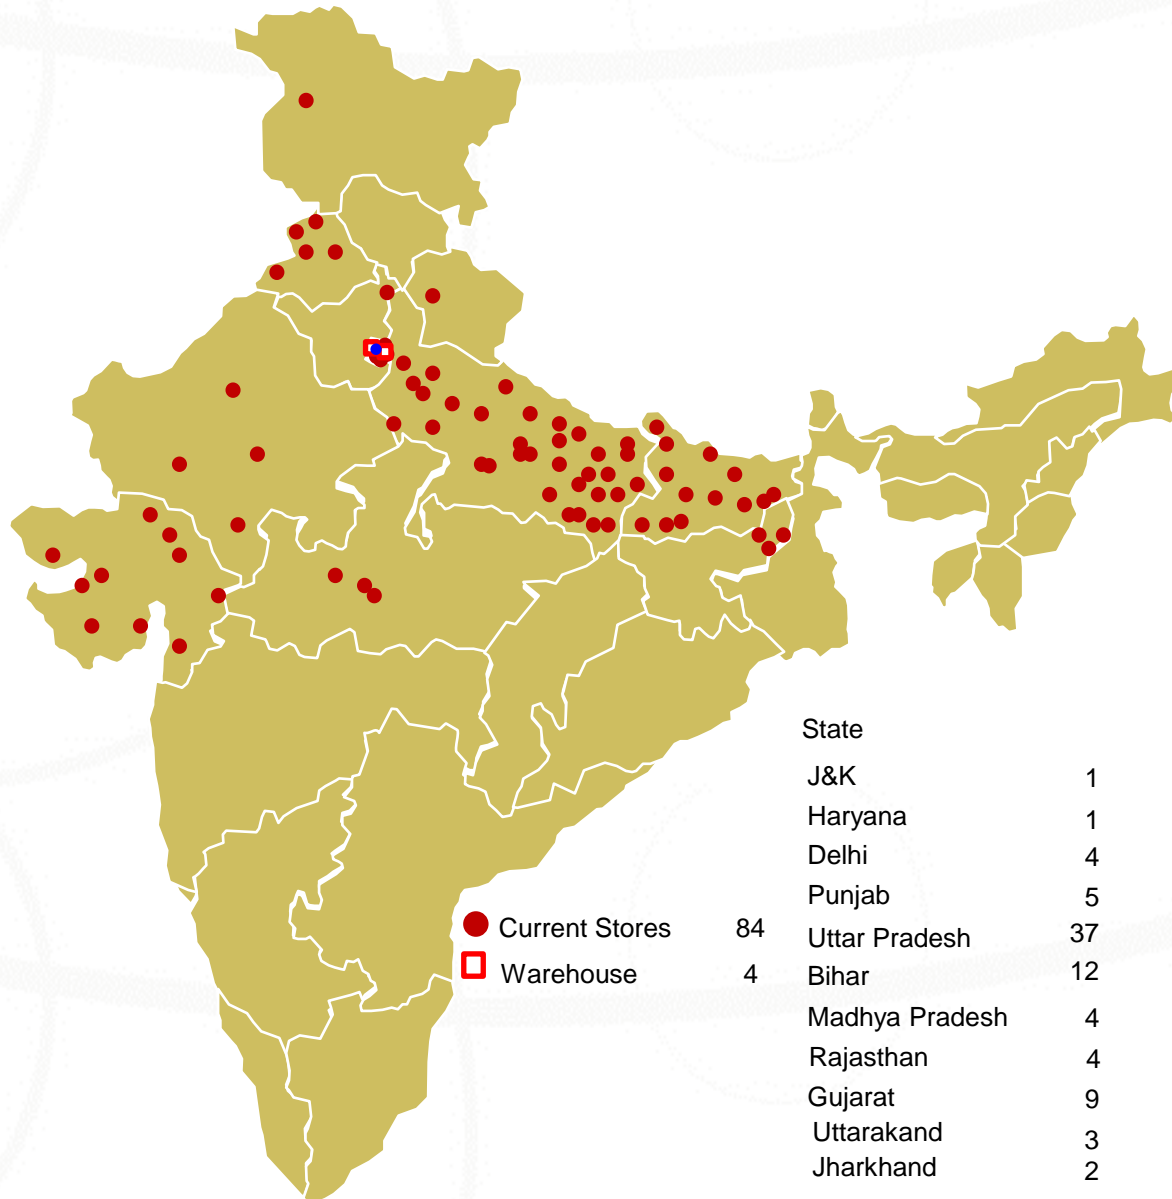 State
J&K 1
Haryana 1
Delhi 4
Punjab 5
Current Stores 84
Warehouse 4
Uttar Pradesh 37
Bihar 12
Madhya Pradesh 4
Rajasthan 4
Gujarat 9
Uttarakand 3
Jharkhand 2